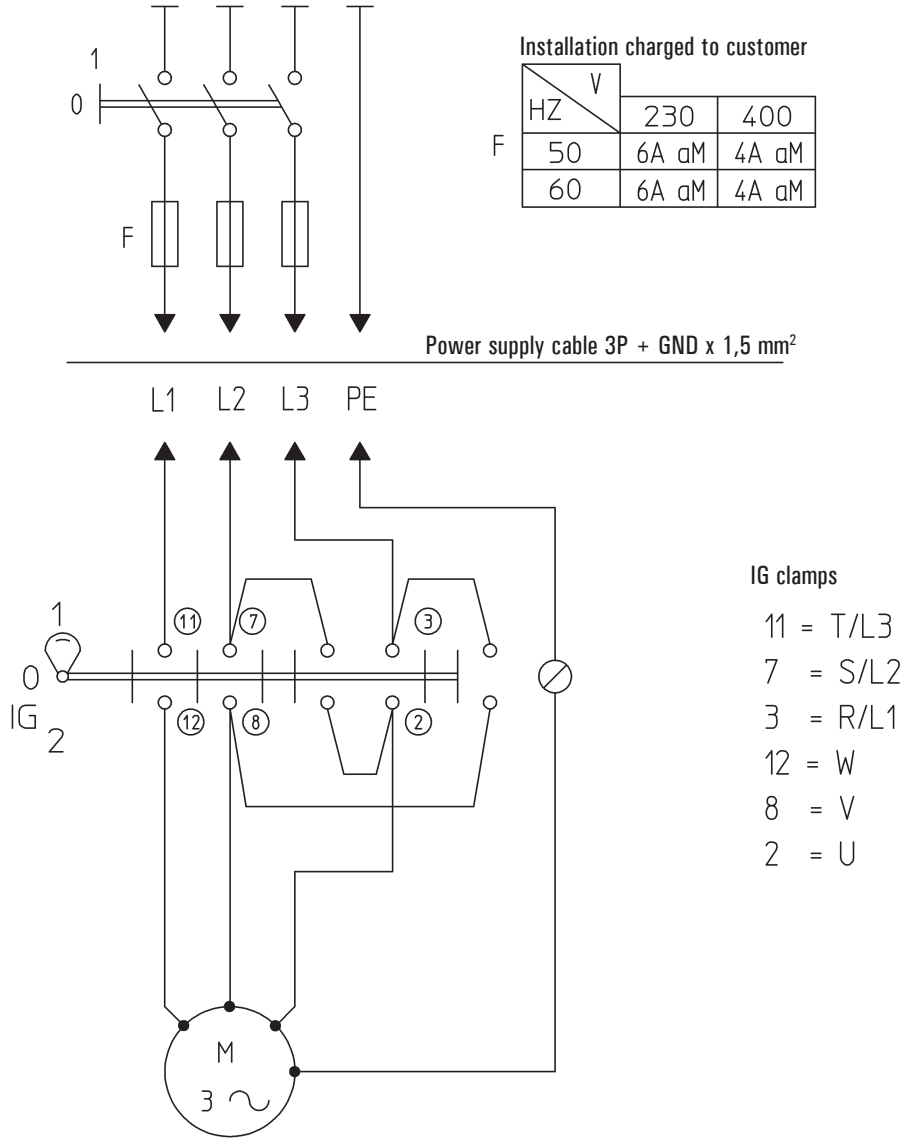 Installation charged to customer
1
0
V
HZ
230 400
F
50 6A aM 4A aM
60 6A aM 4A aM
F
Power supply cable 3P + GND x 1,5 mm²
L1 L2 L3 PE
IG clamps
1
11 7 3
11 = T/L3
0
7 = S/L2
IG
2
12 8 2
3 = R/L1
12 = W
8 = V
2 = U
M
3 ~